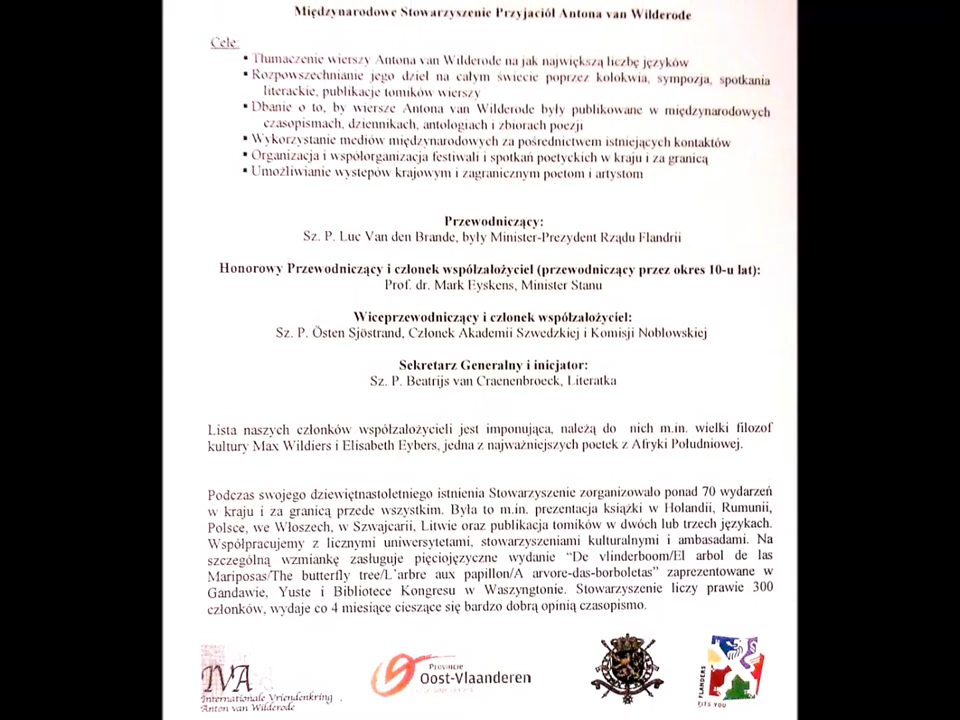 Międzynarodowe Stowarzyszenie Przyjaciół Antona van Wilderode
Cele:
▪ Tłumaczenie wierszy Antona van Wilderode na jak największą liczbę języków
▪ Rozpowszechnianie jego dzieł na całym świecie poprzez kolokwia, sympozja, spotkania
literackie, publikacje tomików wierszy
▪ Dbanie o to, by wiersze Antona van Wilderode były publikowane w międzynarodowych
czasopismach, dziennikach, antologiach i zbiorach poezji
▪ Wykorzystanie mediów międzynarodowych za pośrednictwem istniejących kontaktów
▪ Organizacja i współorganizacja festiwali i spotkań poetyckich w kraju i za granicą
▪ Umożliwianie występów krajowym i zagranicznym poetom i artystom
Przewodniczący:
Sz. P. Luc Van den Brande, były Minister-Prezydent Rządu Flandrii
Honorowy Przewodniczący i członek współzałożyciel (przewodniczący przez okres 10-u lat):
Prof. dr. Mark Eyskens, Minister Stanu
Wiceprzewodniczący i członek współzałożyciel:
Sz. P. Östen Sjöstrand, Członek Akademii Szwedzkiej i Komisji Noblowskiej
Sekretarz Generalny i inicjator:
Sz. P. Beatrijs van Craenenbroeck, Literatka
Lista naszych członków współzałożycieli jest imponująca, należą do nich m.in. wielki filozof
kultury Max Wildiers i Elisabeth Eybers, jedna z najważniejszych poetek z Afryki Południowej.
Podczas swojego dziewiętnastoletniego istnienia Stowarzyszenie zorganizowało ponad 70 wydarzeń
w kraju i za granicą przede wszystkim. Była to m.in. prezentacja książki w Holandii, Rumunii,
Polsce, we Włoszech, w Szwajcarii, Litwie oraz publikacja tomików w dwóch lub trzech językach.
Współpracujemy z licznymi uniwersytetami, stowarzyszeniami kulturalnymi i ambasadami. Na
szczególną wzmiankę zasługuje pięciojęzyczne wydanie "De vlinderboom/El arbol de las
Mariposas/The butterfly tree/L'arbre aux papillon/A arvore-das-borboletas" zaprezentowane w
Gandawie, Yuste i Bibliotece Kongresu w Waszyngtonie. Stowarzyszenie liczy prawie 300
członków, wydaje co 4 miesiące cieszące się bardzo dobrą opinią czasopismo.
IVA
Internationale Vriendenkring
Anton van Wilderode
Provincie
Oost-Vlaanderen
FLANDERS
FITS YOU